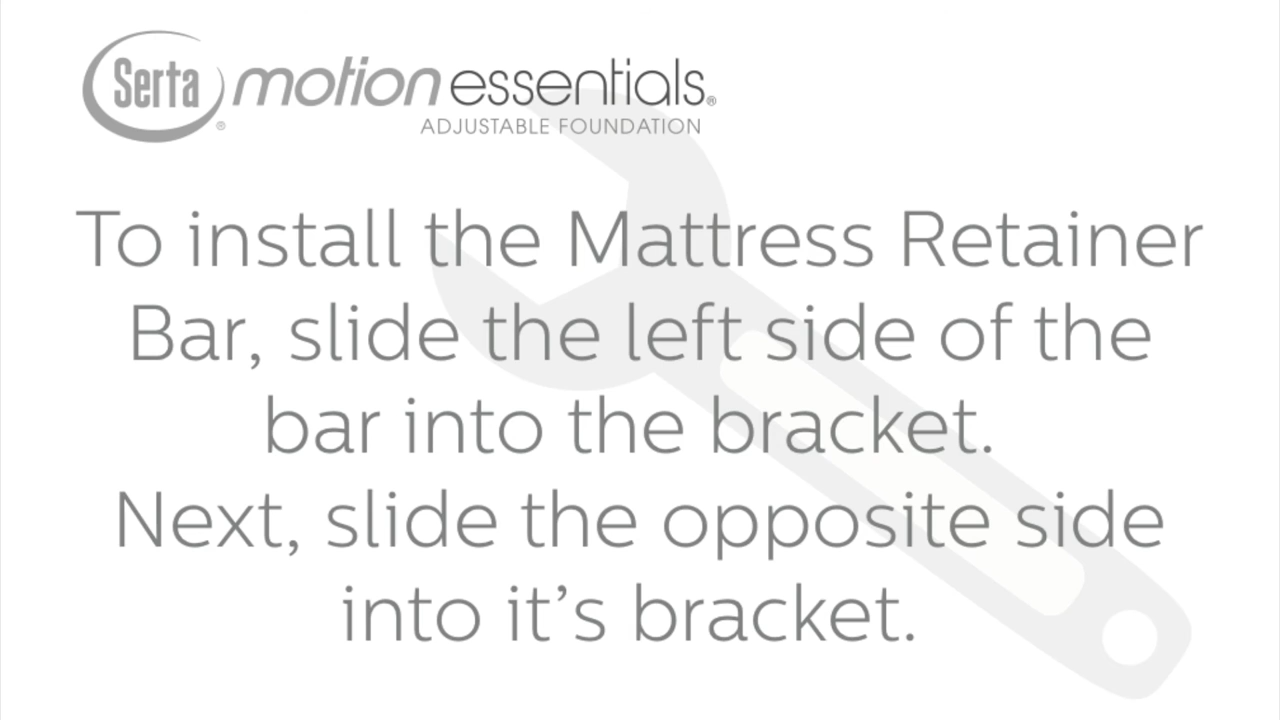 Serta® motion essentials®
ADJUSTABLE FOUNDATION
To install the Mattress Retainer
Bar, slide the left side of the
bar into the bracket.
Next, slide the opposite side
into it’s bracket.